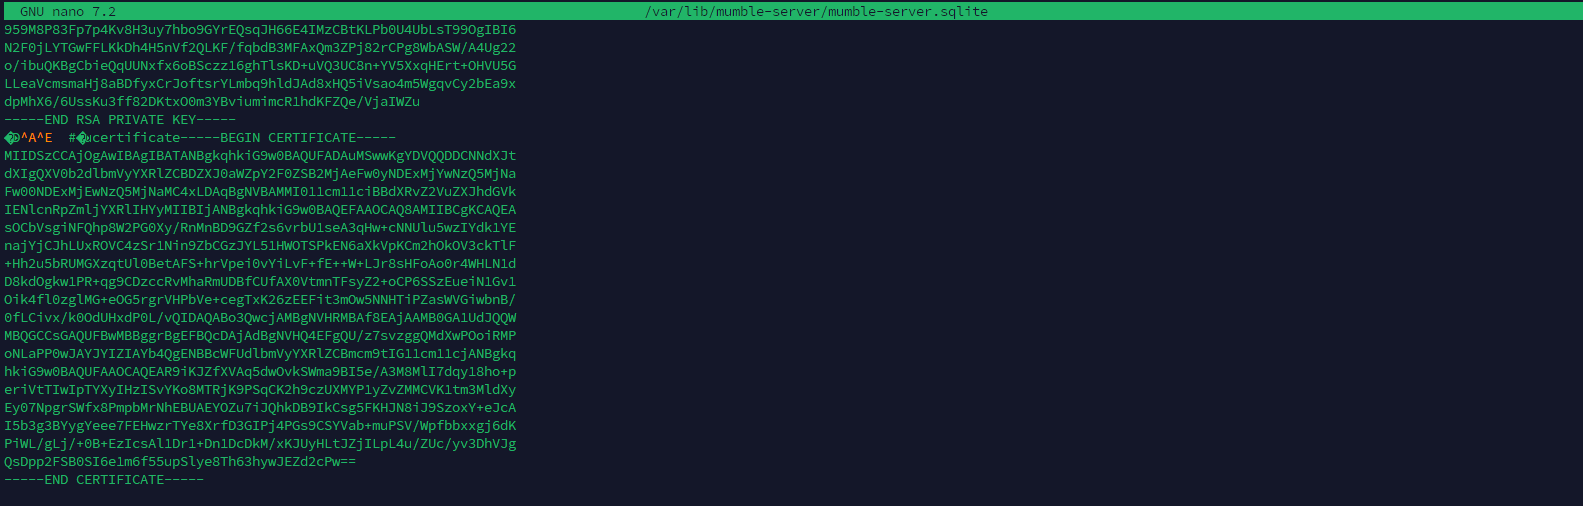 GNU nano 7.2 /var/lib/mumble-server/mumble-server.sqlite
959M8P83Fp7p4Kv8H3uy7hbo9GYrEQsqJH66E4IMzCBtKLPb0U4UbLsT99OgIBI6
N2F0jLYTGwFFLKkDh4H5nVf2QLKF/fqbdB3MFAxQm3ZPj82rCPg8WbASW/A4Ug22
o/ibuQKBgCbieQqUUNxfx6oBSczz16ghTlsKD+uVQ3UC8n+YV5XxqHErt+OHVU5G
LLeaVcmsmaHj8aBDfyxCrJoftsrYLmbq9hldJAd8xHQ5iVsao4m5WgqvCy2bEa9x
dpMhX6/6UssKu3ff82DKtxO0m3YBviumimcR1hdKFZQe/VjaIWZu
-----END RSA PRIVATE KEY-----
^A^E #certificate-----BEGIN CERTIFICATE-----
MIIDSzCCAjOgAwIBAgIBATANBgkqhkiG9w0BAQUFADAuMSwwKgYDVQQDDCNNdXJt
dXIgQXV0b2dlbmVyYXRlZCBDZXJ0aWZpY2F0ZSB2MjAeFw0yNDExMjYwNzQ5MjNa
Fw00NDExMjEwNzQ5MjNaMC4xLDAqBgNVBAMMI011cm11ciBBdXRvZ2VuZXJhdGVk
IENlcnRpZmljYXRlIHYyMIIBIjANBgkqhkiG9w0BAQEFAAOCAQ8AMIIBCgKCAQEA
sOCbVsgiNFQhp8W2PG0Xy/RnMnBD9GZf2s6vrbU1seA3qHw+cNNUlu5wzIYdk1YE
najYjCJhLUxROVC4zSr1Nin9ZbCGzJYL51HWOTSPkEN6aXkVpKCm2hOkOV3ckTlF
+Hh2u5bRUMGXzqtUl0BetAFS+hrVpei0vYiLvF+fE++W+LJr8sHFoAo0r4WHLN1d
D8kdOgkw1PR+qg9CDzccRvMhaRmUDBfCUfAX0VtmnTFsyZ2+oCP6SSzEueiN1Gv1
Oik4fl0zglMG+eOG5rgrVHPbVe+cegTxK26zEEFit3mOw5NNHTiPZasWVGiwbnB/
0fLCivx/k0OdUHxdP0L/vQIDAQABo3QwcjAMBgNVHRMBAf8EAjAAMB0GA1UdJQQW
MBQGCCsGAQUFBwMBBggrBgEFBQcDAjAdBgNVHQ4EFgQU/z7svzggQMdXwPOoiRMP
oNLaPP0wJAYJYIZIAYb4QgENBBcWFUdlbmVyYXRlZCBmcm9tIG11cm11cjANBgkq
hkiG9w0BAQUFAAOCAQEAR9iKJZfXVAq5dwOvkSWma9BI5e/A3M8MlI7dqy18ho+p
eriVtTIwIpTYXyIHzISvYKo8MTRjK9PSqCK2h9czUXMYP1yZvZMMCVK1tm3MldXy
Ey07NpgrSWfx8PmpbMrNhEBUAEYOZu7iJQhkDB9IkCsg5FKHJN8iJ9SzoxY+eJcA
I5b3g3BYygYeee7FEHwzrTYe8XrfD3GIPj4PGs9CSYVab+muPSV/Wpfbbxxgj6dK
PiWL/gLj/+0B+EzIcsAl1Dr1+Dn1DcDkM/xKJUyHLtJZjILpL4u/ZUc/yv3DhVJg
QsDpp2FSB0SI6e1m6f55upSlye8Th63hywJEZd2cPw==
-----END CERTIFICATE-----